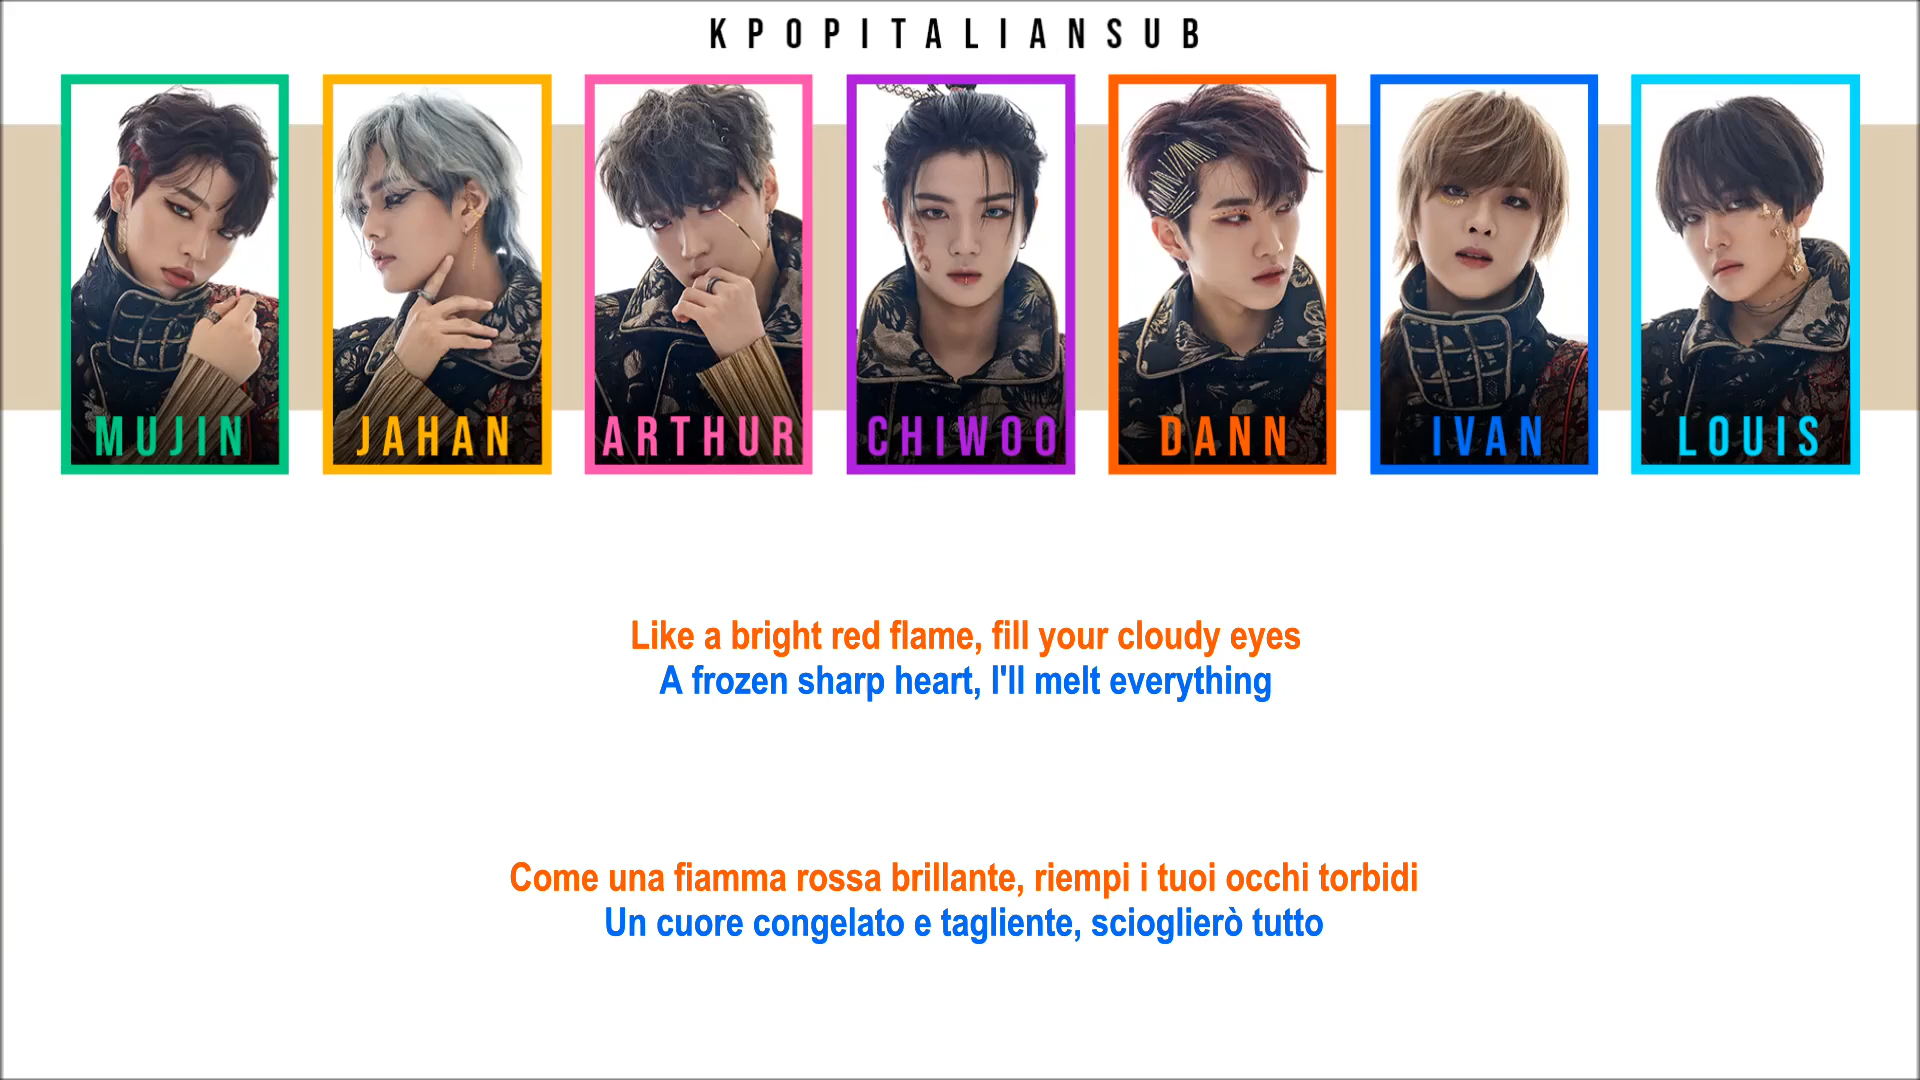 KPOPITALIANSUB
MUJIN
JAHAN
ARTHUR
CHIWOO
DANN
IVAN
LOUIS
Like a bright red flame, fill your cloudy eyes
A frozen sharp heart, I'll melt everything
Come una fiamma rossa brillante, riempi i tuoi occhi torbidi
Un cuore congelato e tagliente, scioglierò tutto